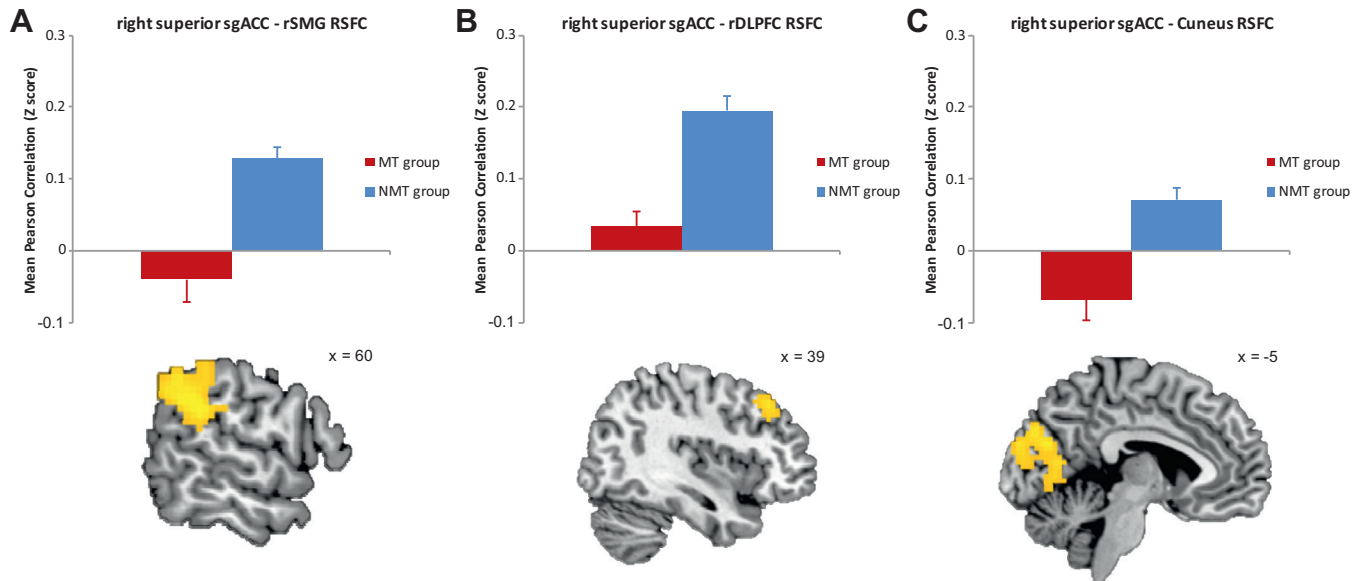 A
right superior sgACC - rSMG RSFC
Mean Pearson Correlation (Z score)
0.3
0.2
0.1
0
-0.1
MT group
NMT group
x = 60
B
right superior sgACC - rDLPFC RSFC
Mean Pearson Correlation (Z score)
0.3
0.2
0.1
0
-0.1
MT group
NMT group
x = 39
C
right superior sgACC - Cuneus RSFC
Mean Pearson Correlation (Z score)
0.3
0.2
0.1
0
-0.1
MT group
NMT group
x = -5